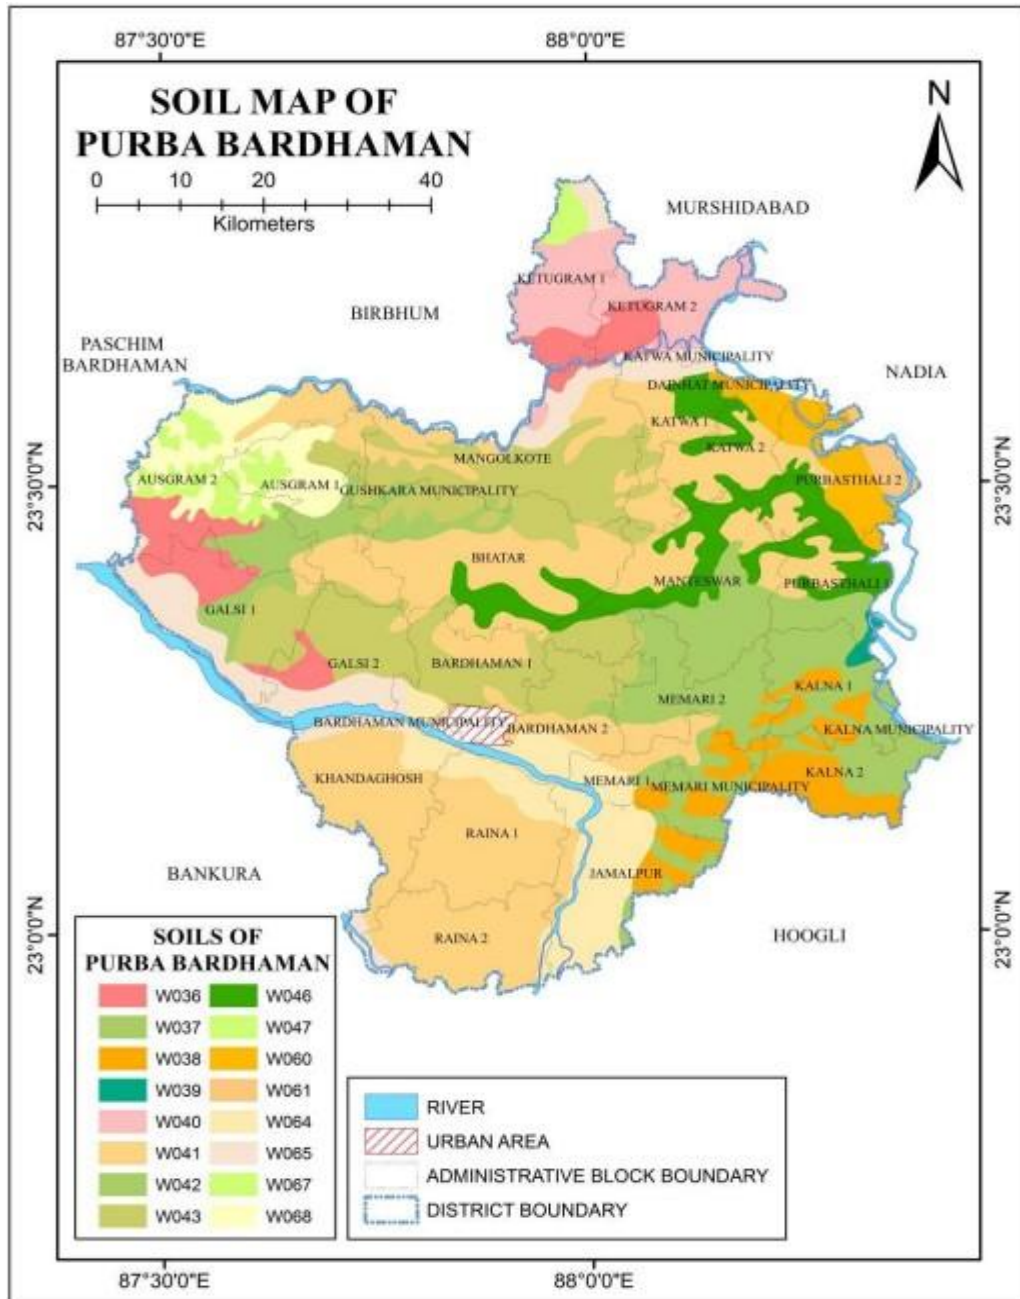 87°30'0"E
88°0'0"E
SOIL MAP OF
PURBA BARDHAMAN
0 10 20 40
Kilometers
N
MURSHIDABAD
BIRBHUM
PASCHIM
BARDHAMAN
NADIA
KETUGRAM 1
KETUGRAM 2
KATWA MUNICIPALITY
DAINHAT MUNICIPALITY
KATWA 1
KATWA 2
MANGOLKOTE
AUSGRAM 2
AUSGRAM 1
GUSHKARA MUNICIPALITY
PURBASTHALI 2
23°30'0"N
23°30'0"N
BHATAR
MANTESWAR
PURBASTHALI 1
GALSI 1
GALSI 2
BARDHAMAN 1
MEMARI 2
KALNA 1
BARDHAMAN MUNICIPALITY
BARDHAMAN 2
KALNA MUNICIPALITY
KHANDAGHOSH
MEMARI 1
MEMARI MUNICIPALITY
KALNA 2
RAINA 1
BANKURA
JAMALPUR
RAINA 2
HOOGLI
23°0'0"N
23°0'0"N
SOILS OF
PURBA BARDHAMAN
W036 W046
W037 W047
W038 W060
W039 W061
W040 W064
W041 W065
W042 W067
W043 W068
RIVER
URBAN AREA
ADMINISTRATIVE BLOCK BOUNDARY
DISTRICT BOUNDARY
87°30'0"E
88°0'0"E